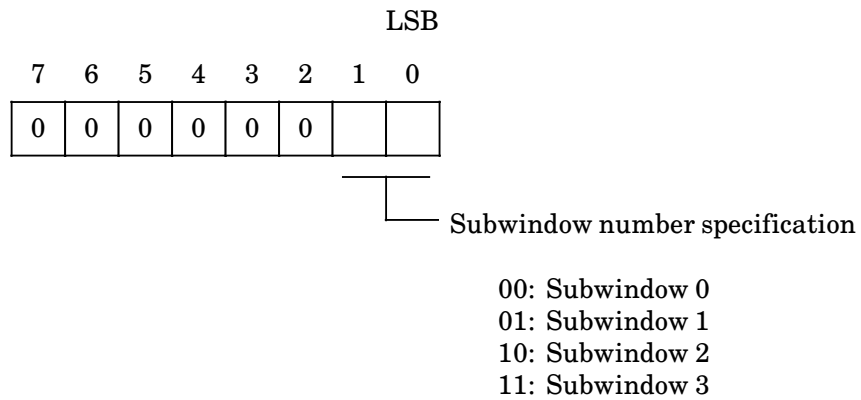 LSB
7 6 5 4 3 2 1 0
0 0 0 0 0 0
Subwindow number specification
00: Subwindow 0
01: Subwindow 1
10: Subwindow 2
11: Subwindow 3